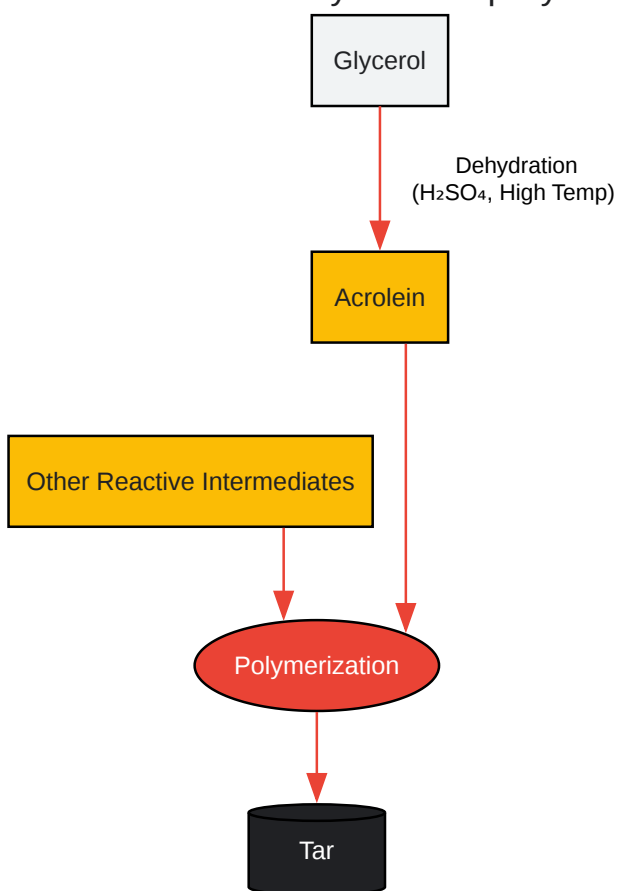 Glycerol
Dehydration
(H₂SO₄, High Temp)
Acrolein
Other Reactive Intermediates
Polymerization
Tar